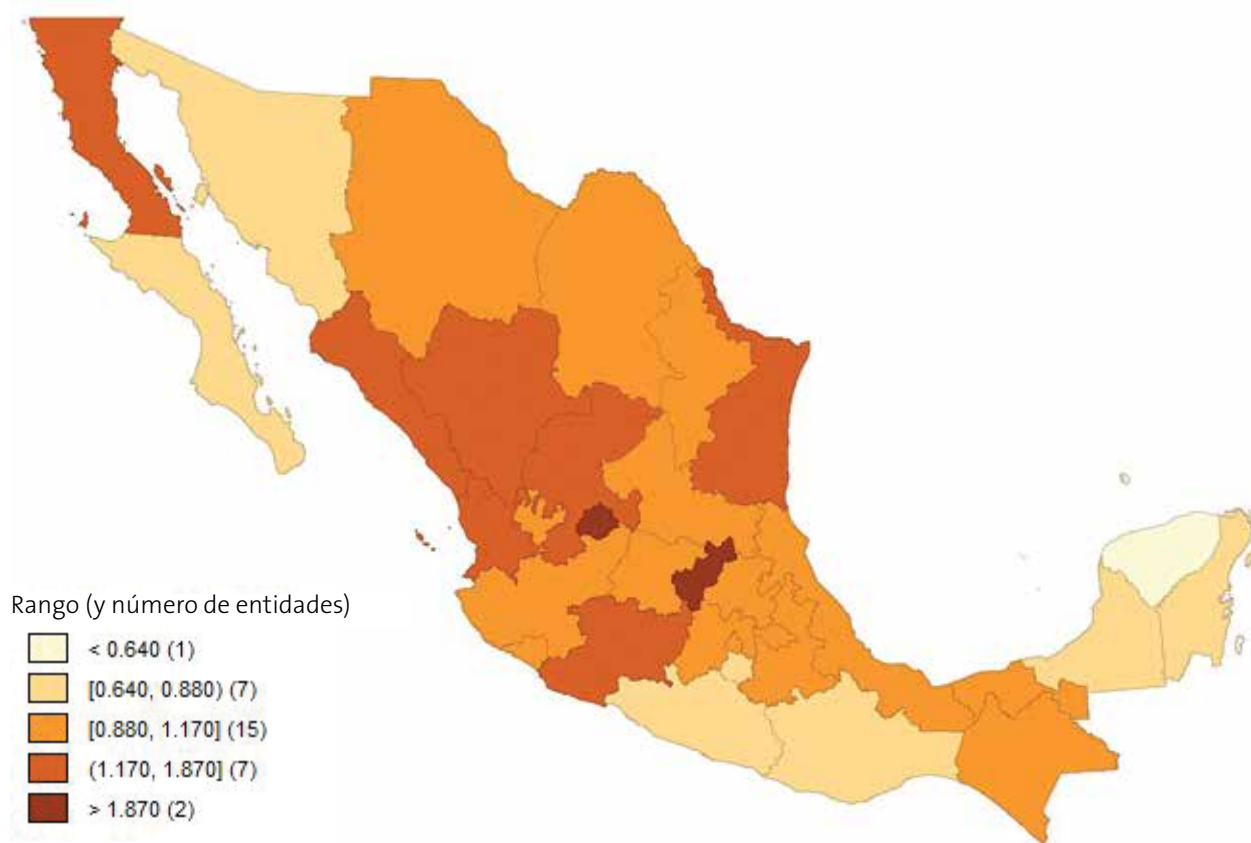 Rango (y número de entidades)
< 0.640 (1)
[0.640, 0.880) (7)
[0.880, 1.170] (15)
(1.170, 1.870] (7)
> 1.870 (2)